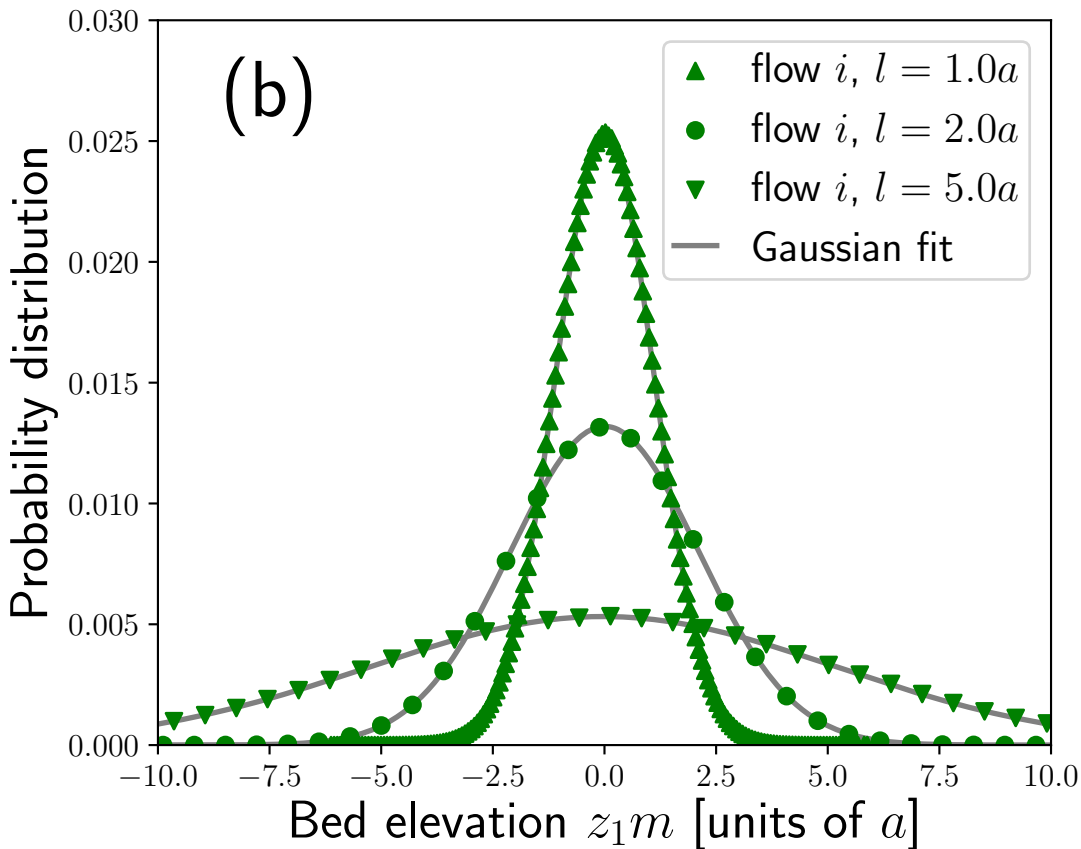 (b)
flow i, l = 1.0a
flow i, l = 2.0a
flow i, l = 5.0a
Gaussian fit
Probability distribution
0.030
0.025
0.020
0.015
0.010
0.005
0.000
−10.0 −7.5 −5.0 −2.5 0.0 2.5 5.0 7.5 10.0
Bed elevation z₁m [units of a]